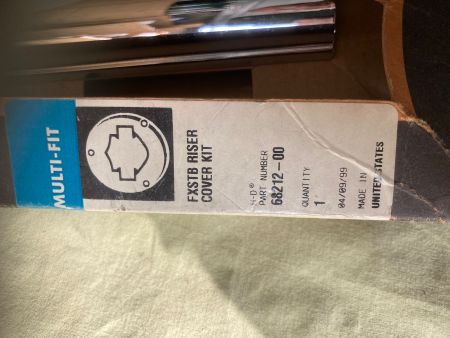 MULTI-FIT
FXSTB RISER
COVER KIT
H-D®
PART NUMBER
68212-00
QUANTITY
1
04/09/99
MADE IN
UNITED STATES